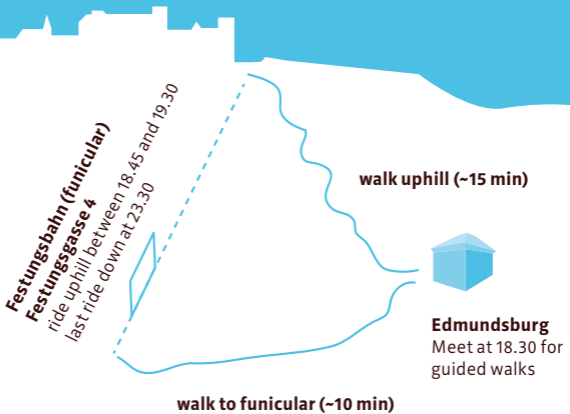 Festungsbahn (funicular)
Festungsgasse 4
ride uphill between 18.45 and 19.30
last ride down at 23.30
walk uphill (~15 min)
Edmundsburg
Meet at 18.30 for
guided walks
walk to funicular (~10 min)